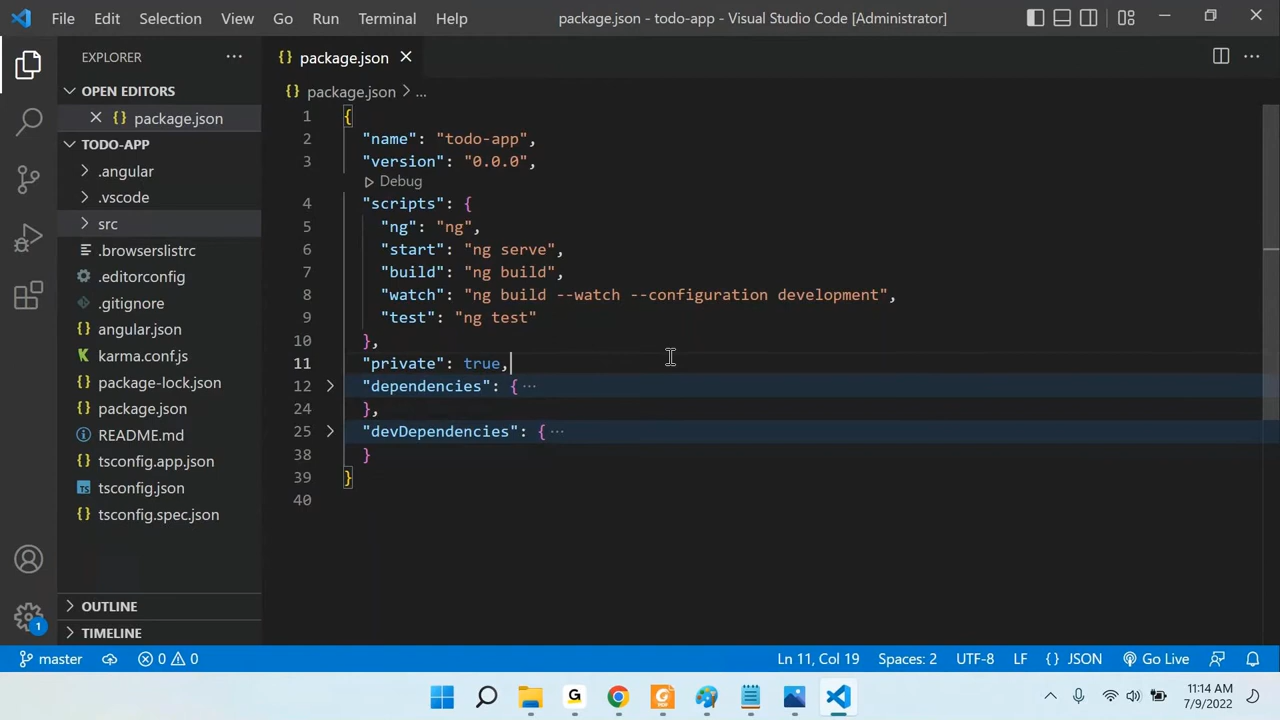 File Edit Selection View Go Run Terminal Help package.json - todo-app - Visual Studio Code [Administrator]
EXPLORER ...
OPEN EDITORS
{} package.json
TODO-APP
.angular
.vscode
src
.browserslistrc
.editorconfig
.gitignore
{} angular.json
karma.conf.js
{} package-lock.json
{} package.json
README.md
{} tsconfig.app.json
TS tsconfig.json
{} tsconfig.spec.json
OUTLINE
TIMELINE
1
{} package.json
{} package.json > ...
1 {
2 "name": "todo-app",
3 "version": "0.0.0",
Debug
4 "scripts": {
5 "ng": "ng",
6 "start": "ng serve",
7 "build": "ng build",
8 "watch": "ng build --watch --configuration development",
9 "test": "ng test"
10 },
11 "private": true,
12 "dependencies": { ...
24 },
25 "devDependencies": { ...
38 }
39 }
40
master 0 0 Ln 11, Col 19 Spaces: 2 UTF-8 LF {} JSON Go Live
G 11:14 AM
7/9/2022